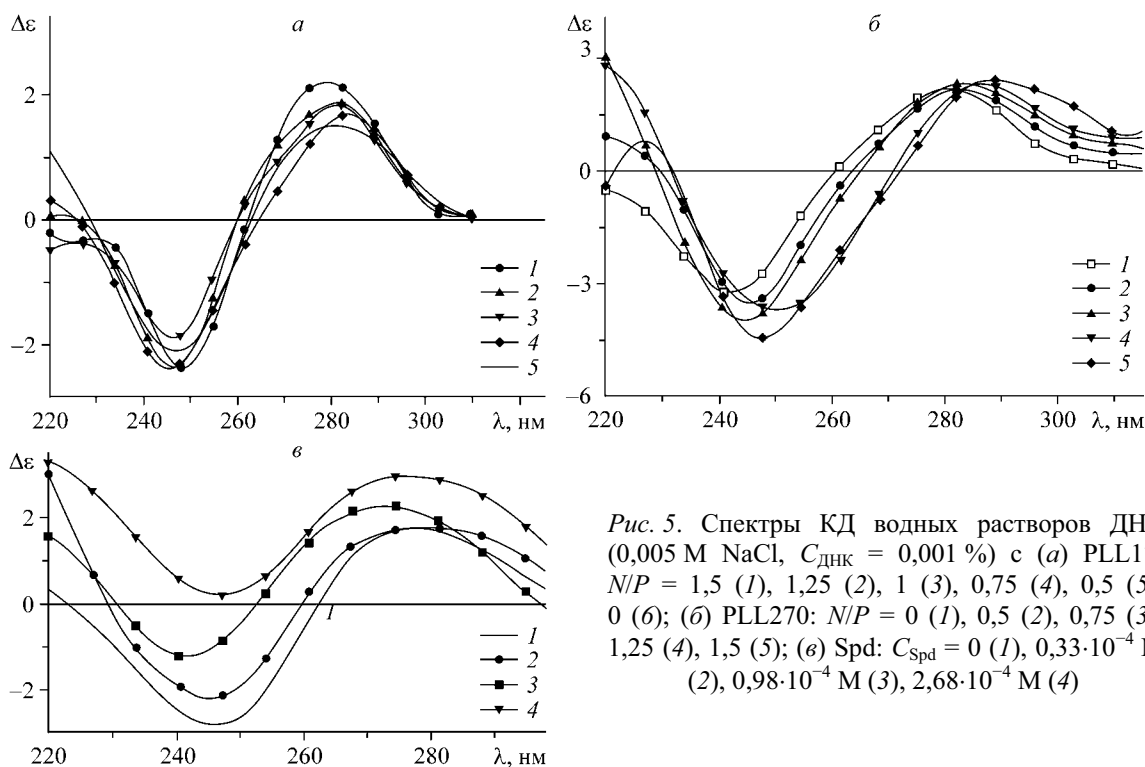 Δε
а
2
0
−2
1
2
3
4
5
220
240
260
280
300
λ, нм
Δε
б
3
0
−3
−6
1
2
3
4
5
220
240
260
280
300
λ, нм
Δε
в
2
0
−2
1
1
2
3
4
220
240
260
280
λ, нм
Рис. 5. Спектры КД водных растворов ДН
(0,005 М NaCl, CДНК = 0,001 %) с (а) PLL1
N/P = 1,5 (1), 1,25 (2), 1 (3), 0,75 (4), 0,5 (5
0 (6); (б) PLL270: N/P = 0 (1), 0,5 (2), 0,75 (3
1,25 (4), 1,5 (5); (в) Spd: CSpd = 0 (1), 0,33·10⁻⁴ 
(2), 0,98·10⁻⁴ М (3), 2,68·10⁻⁴ М (4)